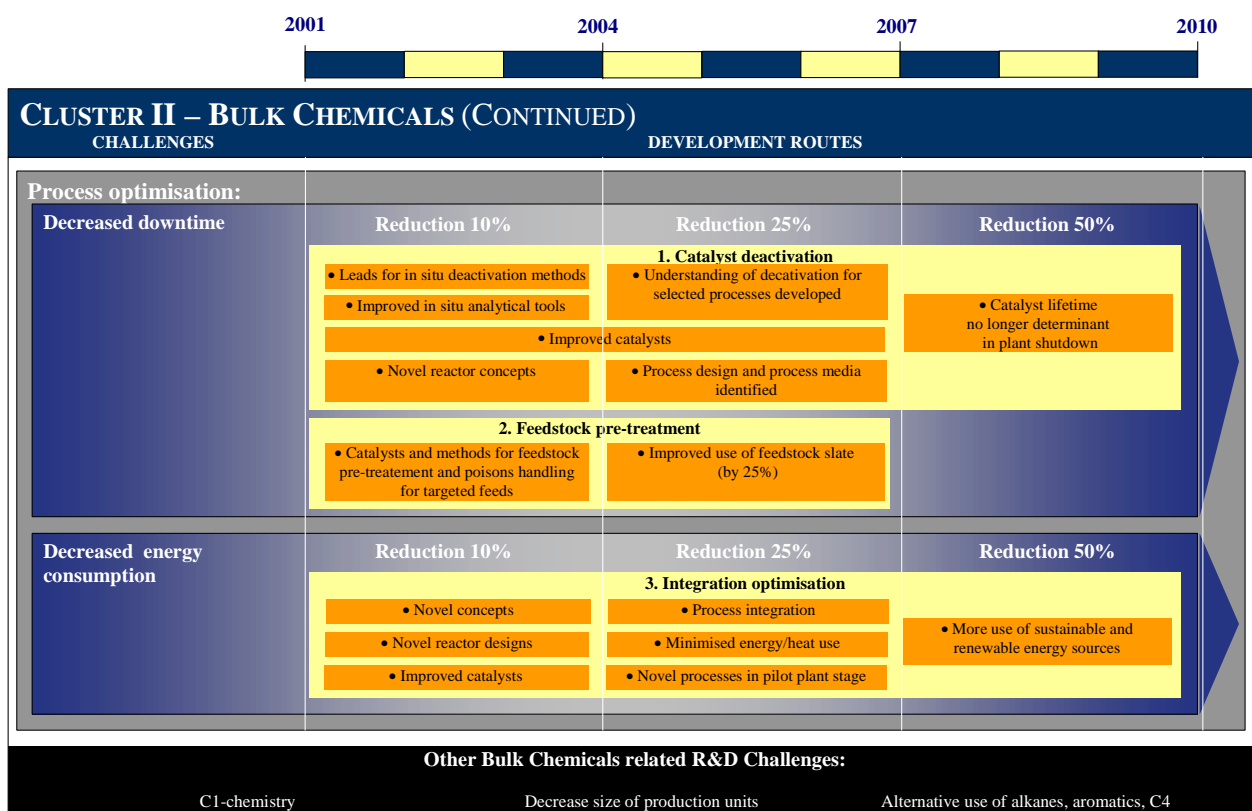 2001 2004 2007 2010
CLUSTER II – BULK CHEMICALS (CONTINUED)
CHALLENGES DEVELOPMENT ROUTES
Process optimisation:
Decreased downtime Reduction 10% Reduction 25% Reduction 50%
1. Catalyst deactivation
• Leads for in situ deactivation methods
• Improved in situ analytical tools
• Understanding of decativation for
selected processes developed
• Improved catalysts
• Novel reactor concepts
• Process design and process media
identified
• Catalyst lifetime
no longer determinant
in plant shutdown
2. Feedstock pre-treatment
• Catalysts and methods for feedstock
pre-treatement and poisons handling
for targeted feeds
• Improved use of feedstock slate
(by 25%)
Decreased energy
consumption
Reduction 10% Reduction 25% Reduction 50%
3. Integration optimisation
• Novel concepts
• Novel reactor designs
• Improved catalysts
• Process integration
• Minimised energy/heat use
• Novel processes in pilot plant stage
• More use of sustainable and
renewable energy sources
Other Bulk Chemicals related R&D Challenges:
C1-chemistry Decrease size of production units Alternative use of alkanes, aromatics, C4